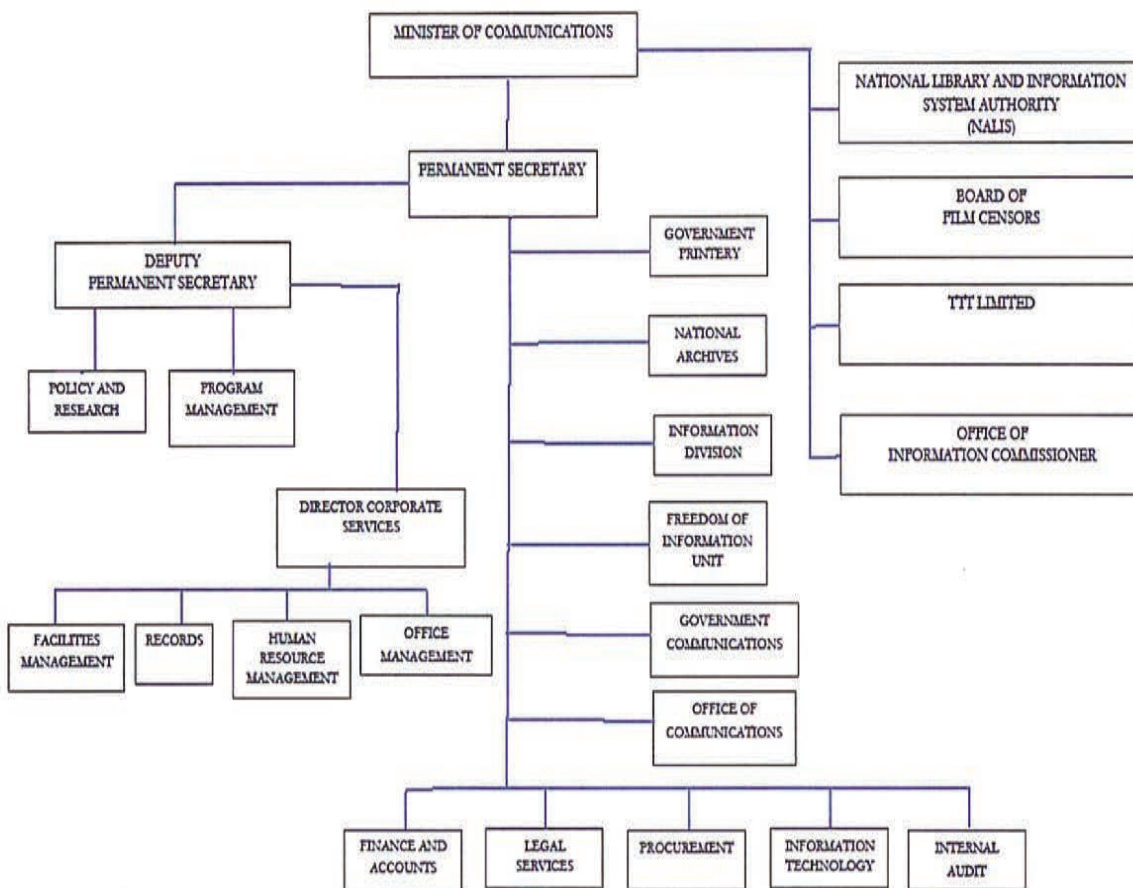 MINISTER OF COMMUNICATIONS
NATIONAL LIBRARY AND INFORMATION
SYSTEM AUTHORITY
(NALIS)
PERMANENT SECRETARY
BOARD OF
FILM CENSORS
GOVERNMENT
PRINTERY
DEPUTY
PERMANENT SECRETARY
TTT LIMITED
NATIONAL
ARCHIVES
POLICY AND
RESEARCH
PROGRAM
MANAGEMENT
INFORMATION
DIVISION
OFFICE OF
INFORMATION COMMISSIONER
DIRECTOR CORPORATE
SERVICES
FREEDOM OF
INFORMATION
UNIT
FACILITIES
MANAGEMENT
RECORDS
HUMAN
RESOURCE
MANAGEMENT
OFFICE
MANAGEMENT
GOVERNMENT
COMMUNICATIONS
OFFICE OF
COMMUNICATIONS
FINANCE AND
ACCOUNTS
LEGAL
SERVICES
PROCUREMENT
INFORMATION
TECHNOLOGY
INTERNAL
AUDIT